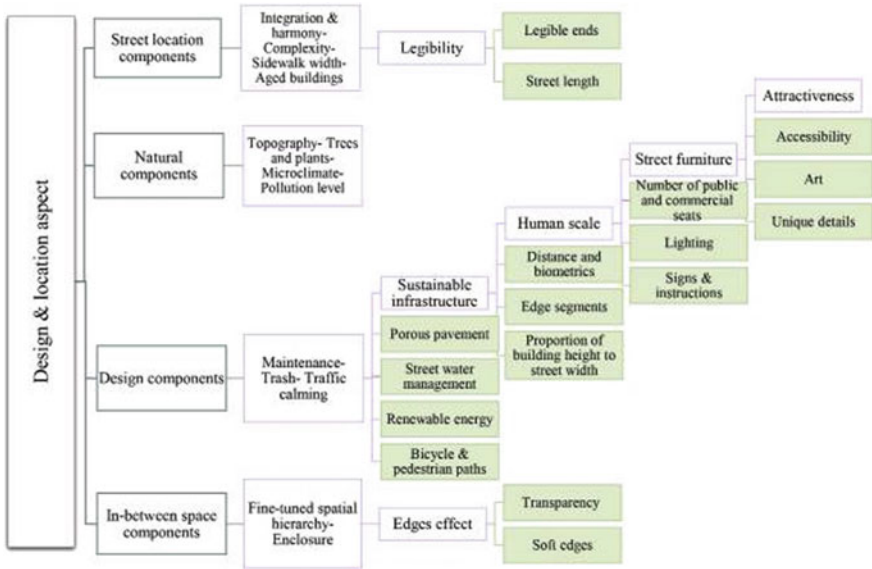 Design & location aspect
Street location
components
Integration &
harmony-
Complexity-
Sidewalk width-
Aged buildings
Legibility
Legible ends
Street length
Natural
components
Topography- Trees
and plants-
Microclimate-
Pollution level
Design components
Maintenance-
Trash- Traffic
calming
Sustainable
infrastructure
Porous pavement
Street water
management
Renewable energy
Bicycle &
pedestrian paths
Human scale
Distance and
biometrics
Edge segments
Proportion of
building height to
street width
Street furniture
Number of public
and commercial
seats
Lighting
Signs &
instructions
Attractiveness
Accessibility
Art
Unique details
In-between space
components
Fine-tuned spatial
hierarchy-
Enclosure
Edges effect
Transparency
Soft edges